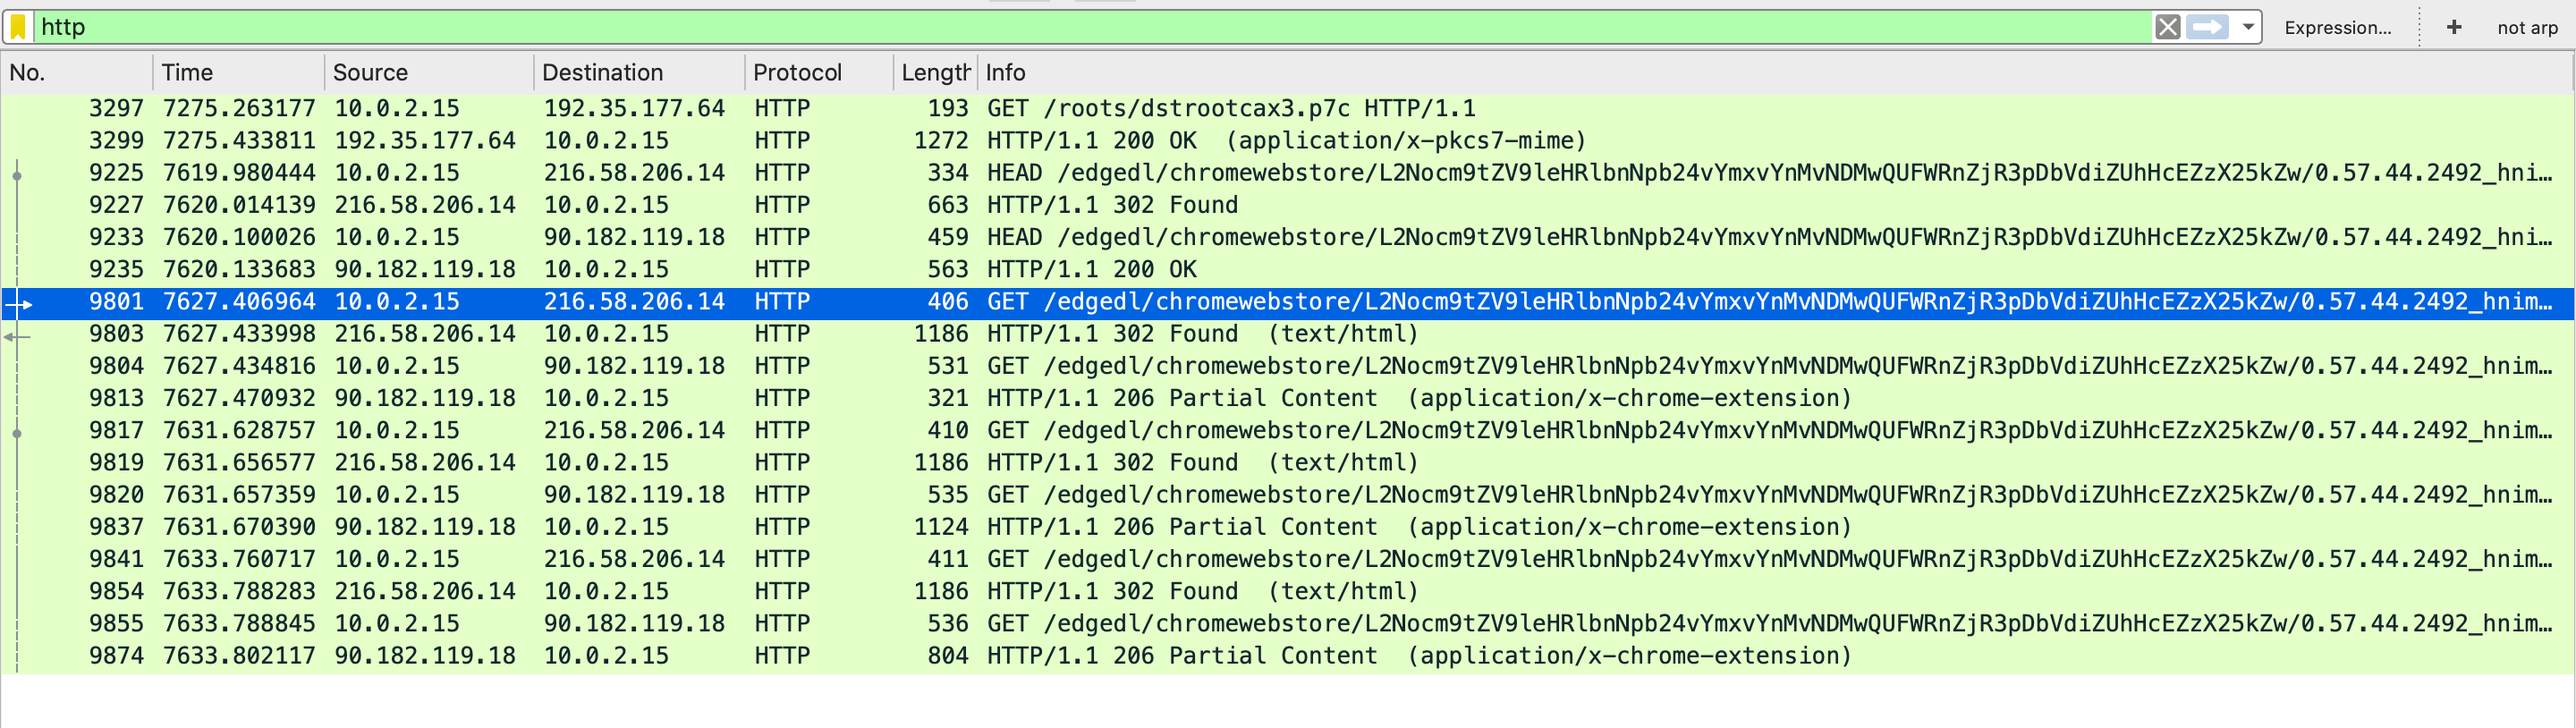 http Expression... + not arp
No. Time Source Destination Protocol Length Info
3297 7275.263177 10.0.2.15 192.35.177.64 HTTP 193 GET /roots/dstrootcax3.p7c HTTP/1.1
3299 7275.433811 192.35.177.64 10.0.2.15 HTTP 1272 HTTP/1.1 200 OK (application/x-pkcs7-mime)
9225 7619.980444 10.0.2.15 216.58.206.14 HTTP 334 HEAD /edgedl/chromewebstore/L2Nocm9tZV9leHRlbnNpb24vYmxvYnMvNDMwQUFWRnZjR3pDbVdiZUhHcEZzX25kZw/0.57.44.2492_hni…
9227 7620.014139 216.58.206.14 10.0.2.15 HTTP 663 HTTP/1.1 302 Found
9233 7620.100026 10.0.2.15 90.182.119.18 HTTP 459 HEAD /edgedl/chromewebstore/L2Nocm9tZV9leHRlbnNpb24vYmxvYnMvNDMwQUFWRnZjR3pDbVdiZUhHcEZzX25kZw/0.57.44.2492_hni…
9235 7620.133683 90.182.119.18 10.0.2.15 HTTP 563 HTTP/1.1 200 OK
9801 7627.406964 10.0.2.15 216.58.206.14 HTTP 406 GET /edgedl/chromewebstore/L2Nocm9tZV9leHRlbnNpb24vYmxvYnMvNDMwQUFWRnZjR3pDbVdiZUhHcEZzX25kZw/0.57.44.2492_hnim…
9803 7627.433998 216.58.206.14 10.0.2.15 HTTP 1186 HTTP/1.1 302 Found (text/html)
9804 7627.434816 10.0.2.15 90.182.119.18 HTTP 531 GET /edgedl/chromewebstore/L2Nocm9tZV9leHRlbnNpb24vYmxvYnMvNDMwQUFWRnZjR3pDbVdiZUhHcEZzX25kZw/0.57.44.2492_hnim…
9813 7627.470932 90.182.119.18 10.0.2.15 HTTP 321 HTTP/1.1 206 Partial Content (application/x-chrome-extension)
9817 7631.628757 10.0.2.15 216.58.206.14 HTTP 410 GET /edgedl/chromewebstore/L2Nocm9tZV9leHRlbnNpb24vYmxvYnMvNDMwQUFWRnZjR3pDbVdiZUhHcEZzX25kZw/0.57.44.2492_hnim…
9819 7631.656577 216.58.206.14 10.0.2.15 HTTP 1186 HTTP/1.1 302 Found (text/html)
9820 7631.657359 10.0.2.15 90.182.119.18 HTTP 535 GET /edgedl/chromewebstore/L2Nocm9tZV9leHRlbnNpb24vYmxvYnMvNDMwQUFWRnZjR3pDbVdiZUhHcEZzX25kZw/0.57.44.2492_hnim…
9837 7631.670390 90.182.119.18 10.0.2.15 HTTP 1124 HTTP/1.1 206 Partial Content (application/x-chrome-extension)
9841 7633.760717 10.0.2.15 216.58.206.14 HTTP 411 GET /edgedl/chromewebstore/L2Nocm9tZV9leHRlbnNpb24vYmxvYnMvNDMwQUFWRnZjR3pDbVdiZUhHcEZzX25kZw/0.57.44.2492_hnim…
9854 7633.788283 216.58.206.14 10.0.2.15 HTTP 1186 HTTP/1.1 302 Found (text/html)
9855 7633.788845 10.0.2.15 90.182.119.18 HTTP 536 GET /edgedl/chromewebstore/L2Nocm9tZV9leHRlbnNpb24vYmxvYnMvNDMwQUFWRnZjR3pDbVdiZUhHcEZzX25kZw/0.57.44.2492_hnim…
9874 7633.802117 90.182.119.18 10.0.2.15 HTTP 804 HTTP/1.1 206 Partial Content (application/x-chrome-extension)